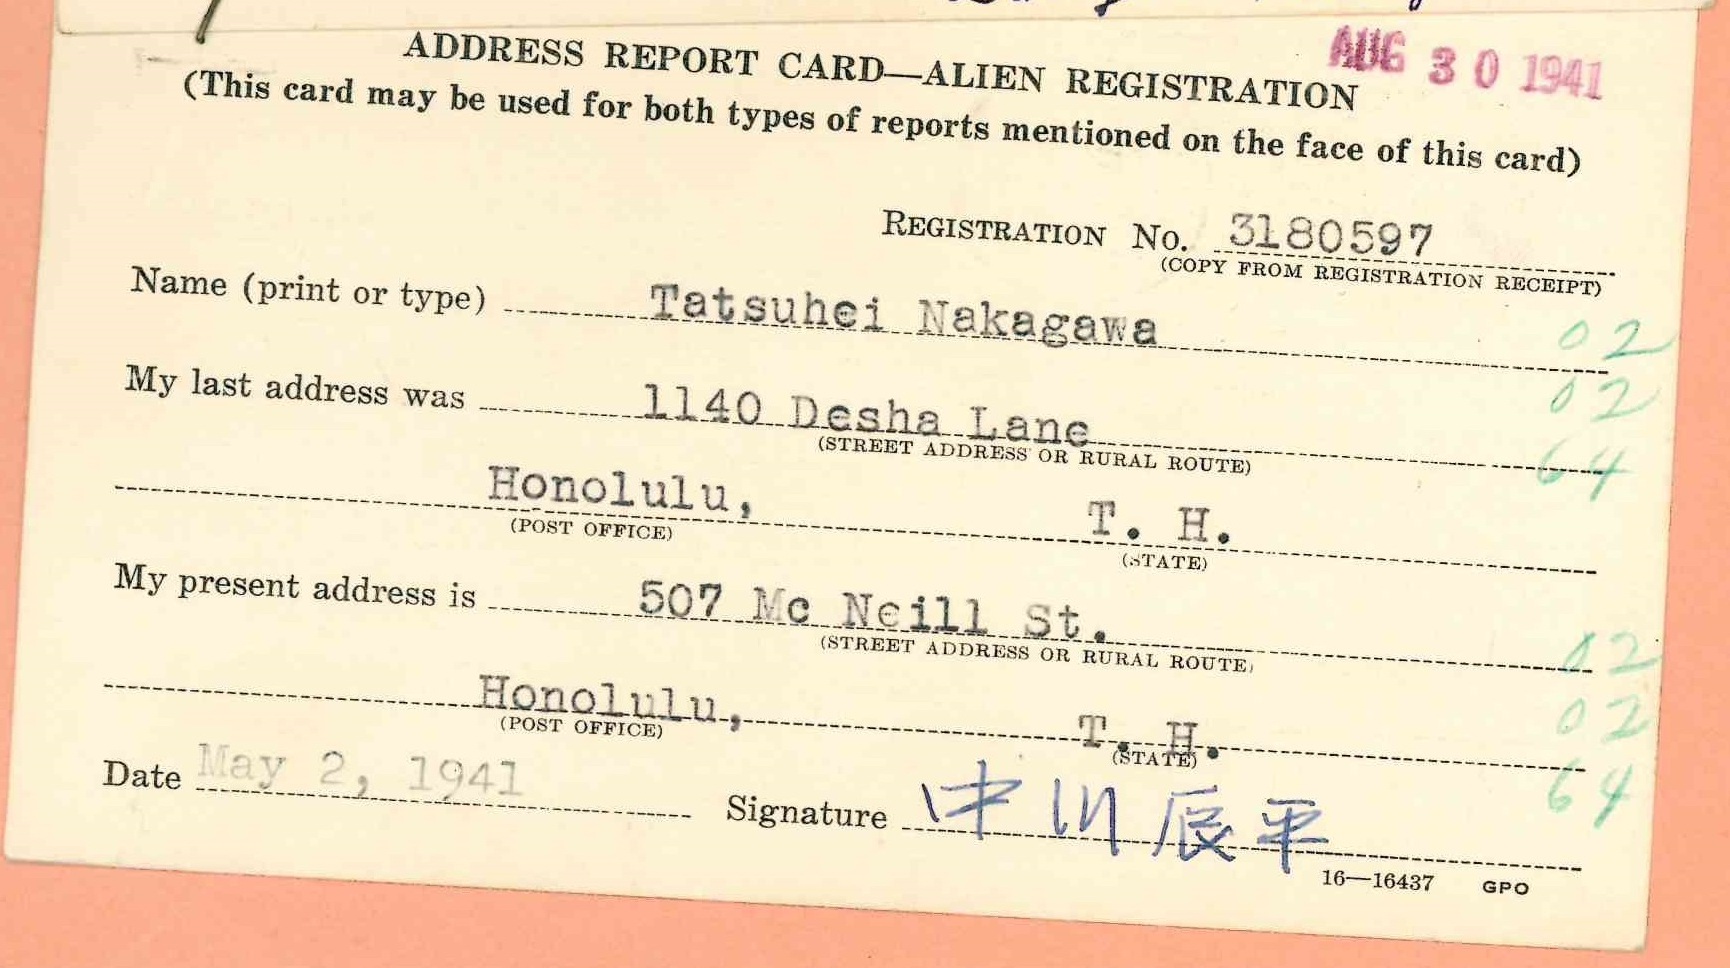 AUG 30 1941
ADDRESS REPORT CARD—ALIEN REGISTRATION
(This card may be used for both types of reports mentioned on the face of this card)
REGISTRATION No. 3180597
(COPY FROM REGISTRATION RECEIPT)
Name (print or type) Tatsuhei Nakagawa
02
My last address was 1140 Desha Lane
02
(STREET ADDRESS OR RURAL ROUTE)
64
Honolulu, T. H.
(POST OFFICE) (STATE)
My present address is 507 Mc Neill St.
(STREET ADDRESS OR RURAL ROUTE)
02
Honolulu, T. H.
02
(POST OFFICE) (STATE)
64
Date May 2, 1941 Signature 中川辰平
16—16437 GPO